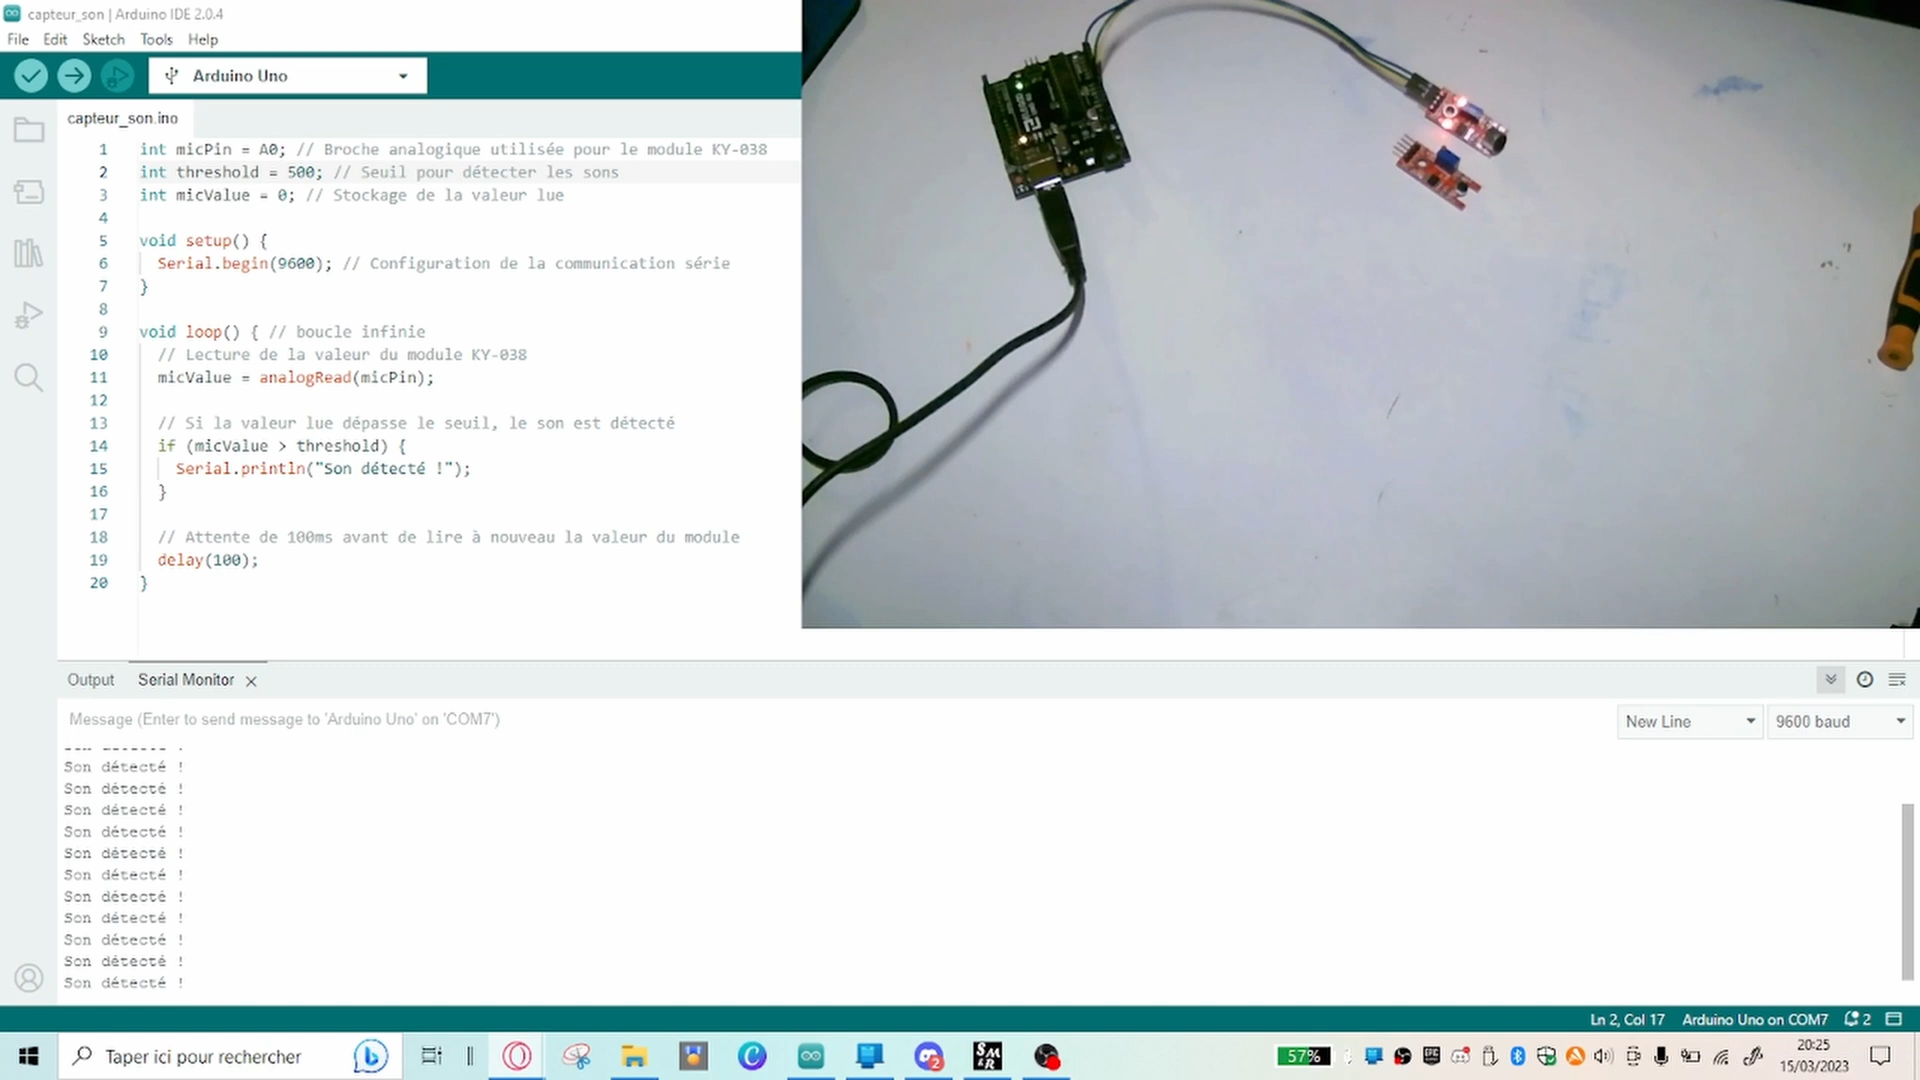 capteur_son | Arduino IDE 2.0.4
File Edit Sketch Tools Help
Arduino Uno
capteur_son.ino
1 int micPin = A0; // Broche analogique utilisée pour le module KY-038
2 int threshold = 500; // Seuil pour détecter les sons
3 int micValue = 0; // Stockage de la valeur lue
4
5 void setup() {
6 Serial.begin(9600); // Configuration de la communication série
7 }
8
9 void loop() { // boucle infinie
10 // Lecture de la valeur du module KY-038
11 micValue = analogRead(micPin);
12
13 // Si la valeur lue dépasse le seuil, le son est détecté
14 if (micValue > threshold) {
15 Serial.println("Son détecté !");
16 }
17
18 // Attente de 100ms avant de lire à nouveau la valeur du module
19 delay(100);
20 }
Output Serial Monitor
Message (Enter to send message to 'Arduino Uno' on 'COM7')
New Line 9600 baud
Son détecté !
Son détecté !
Son détecté !
Son détecté !
Son détecté !
Son détecté !
Son détecté !
Son détecté !
Son détecté !
Son détecté !
Son détecté !
Ln 2, Col 17 Arduino Uno on COM7 2
Taper ici pour rechercher
57%
20:25
15/03/2023